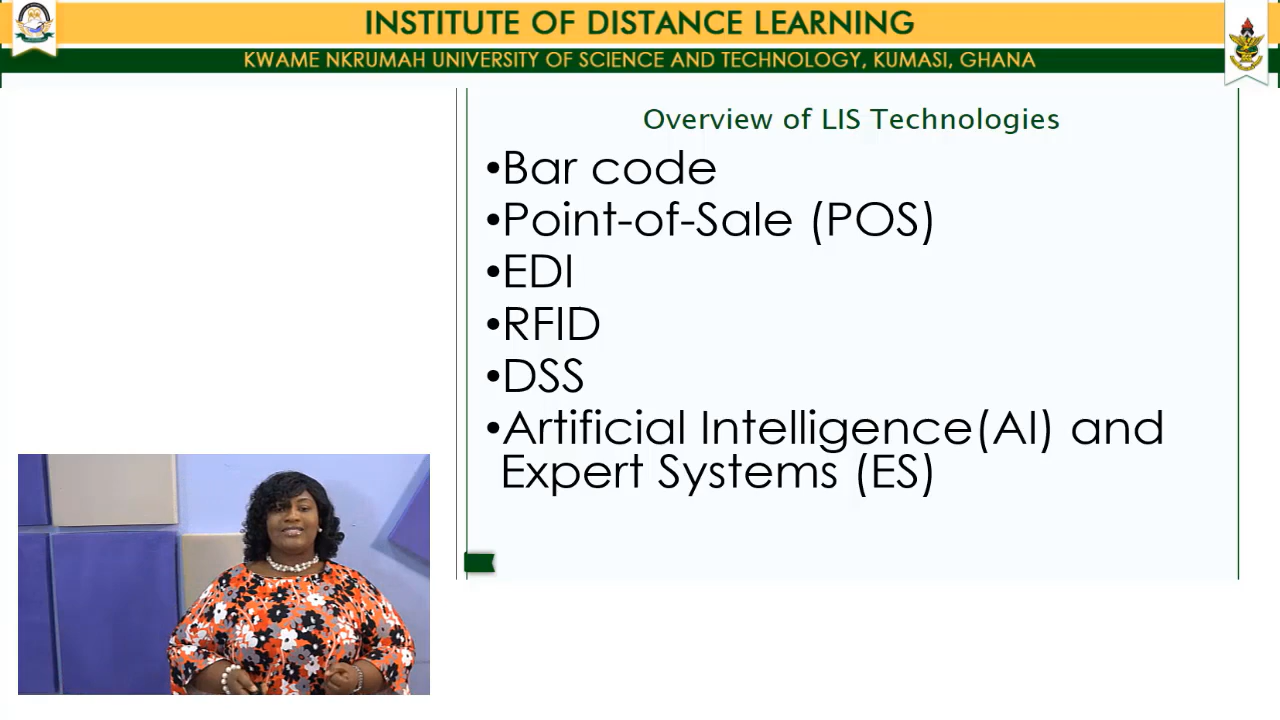 INSTITUTE OF DISTANCE LEARNING
KWAME NKRUMAH UNIVERSITY OF SCIENCE AND TECHNOLOGY, KUMASI, GHANA
Overview of LIS Technologies
•Bar code
•Point-of-Sale (POS)
•EDI
•RFID
•DSS
•Artificial Intelligence(AI) and
Expert Systems (ES)